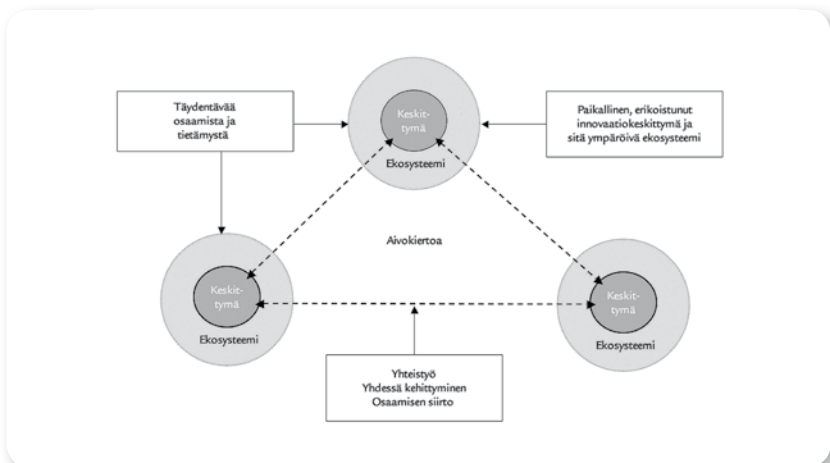 Täydentävää
osaamista ja
tietämystä
Keskit-
tymä
Ekosysteemi
Paikallinen, erikoistunut
innovaatiokeskittymä ja
sitä ympäröivä ekosysteemi
Aivokiertoa
Keskit-
tymä
Ekosysteemi
Keskit-
tymä
Ekosysteemi
Yhteistyö
Yhdessä kehittyminen
Osaamisen siirto